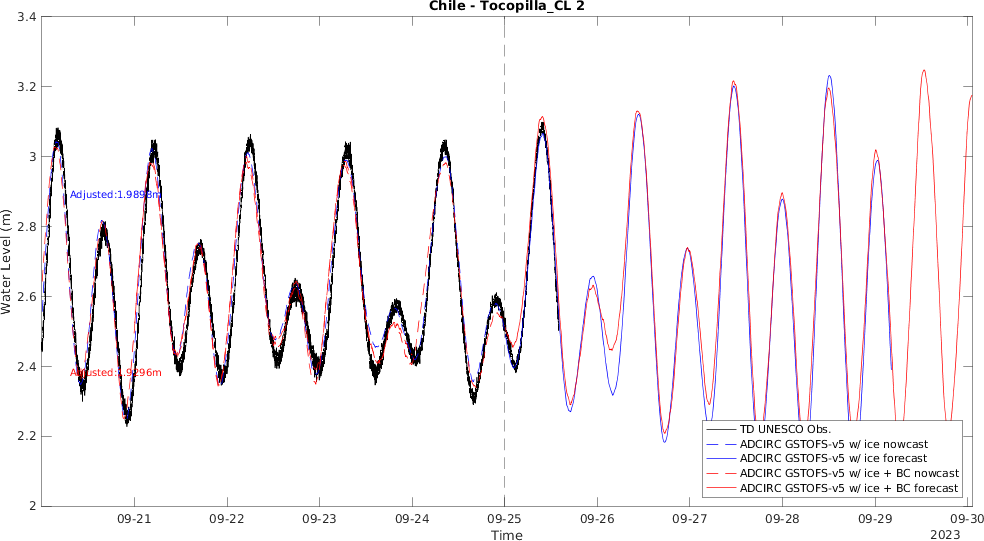 Chile - Tocopilla_CL 2
3.4
3.2
3
2.8
2.6
2.4
2.2
2
Water Level (m)
Adjusted:1.9893m
Adjusted:1.9296m
TD UNESCO Obs.
ADCIRC GSTOFS-v5 w/ ice nowcast
ADCIRC GSTOFS-v5 w/ ice forecast
ADCIRC GSTOFS-v5 w/ ice + BC nowcast
ADCIRC GSTOFS-v5 w/ ice + BC forecast
09-21 09-22 09-23 09-24 09-25 09-26 09-27 09-28 09-29 09-30
Time
2023